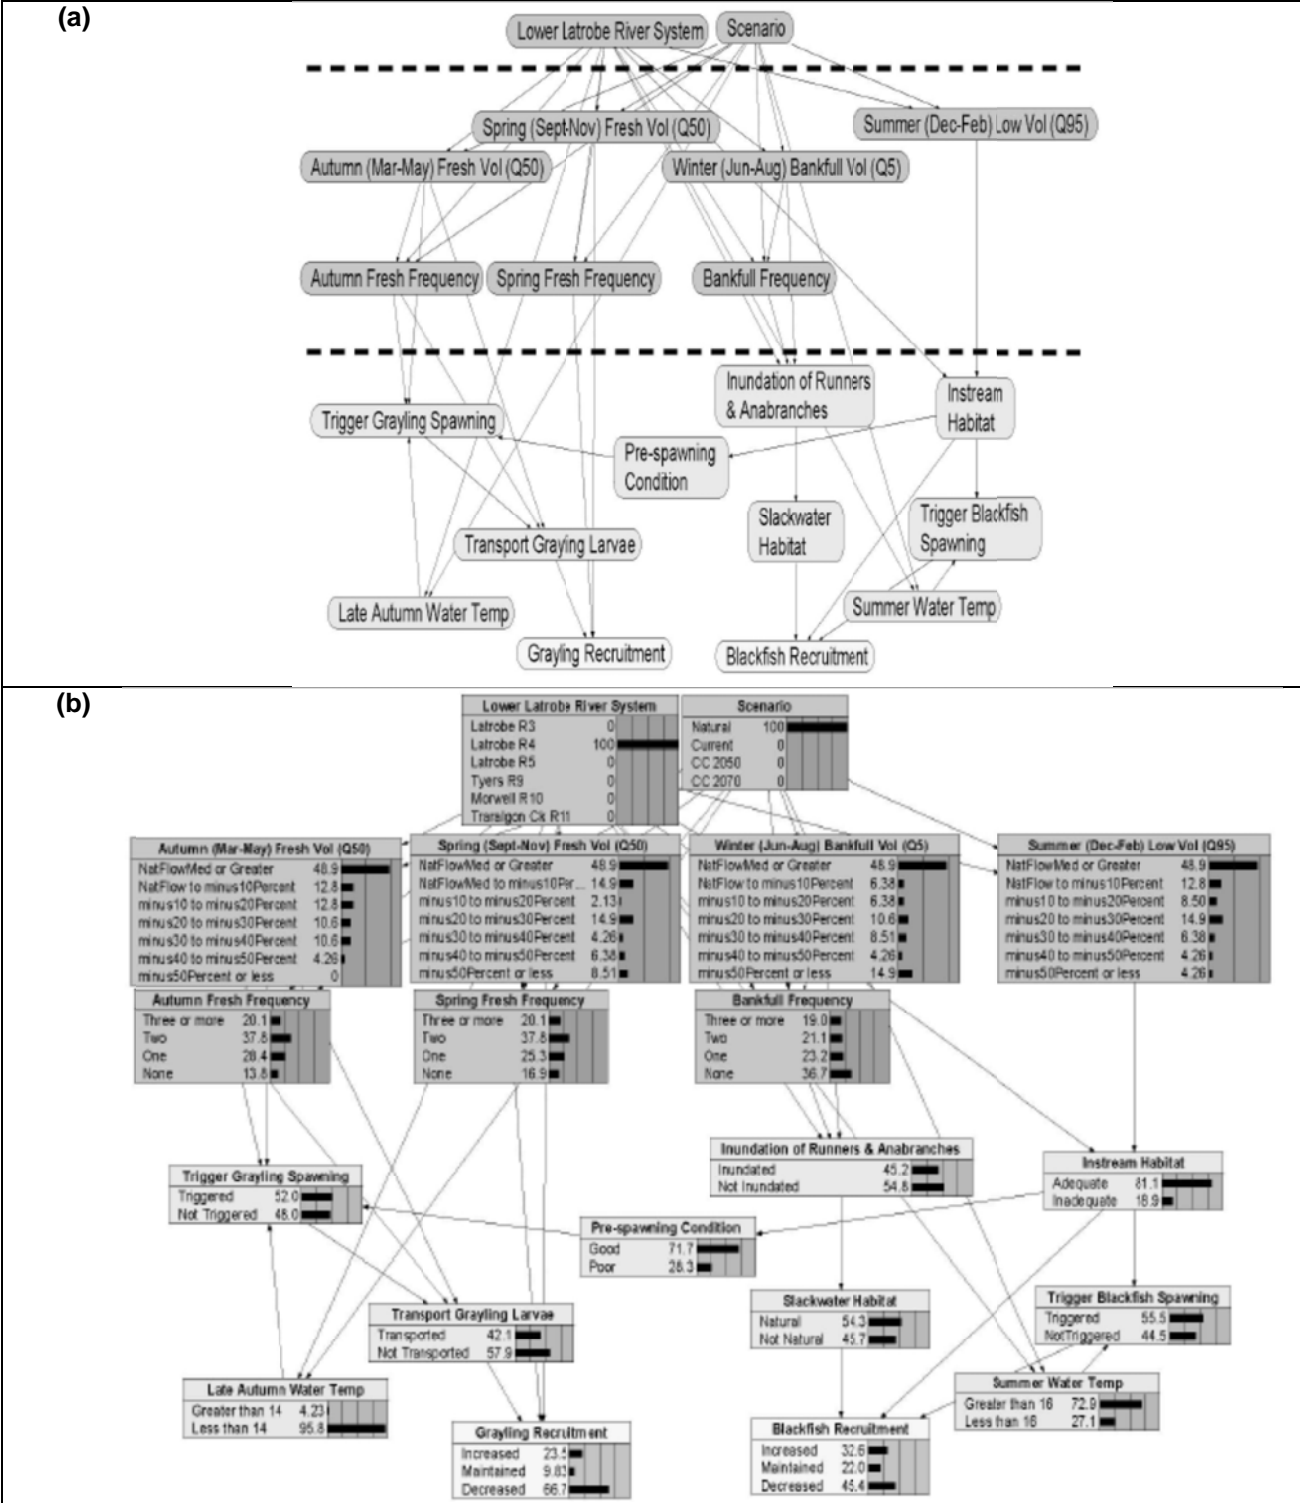 (a)
Lower Latrobe River System
Scenario
Spring (Sept-Nov) Fresh Vol (Q50)
Summer (Dec-Feb) Low Vol (Q95)
Autumn (Mar-May) Fresh Vol (Q50)
Winter (Jun-Aug) Bankfull Vol (Q5)
Autumn Fresh Frequency
Spring Fresh Frequency
Bankfull Frequency
Inundation of Runners
& Anabranches
Instream
Habitat
Trigger Grayling Spawning
Pre-spawning
Condition
Slackwater
Habitat
Trigger Blackfish
Spawning
Transport Graying Larvae
Late Autumn Water Temp
Summer Water Temp
Grayling Recruitment
Blackfish Recruitment
(b)
Lower Latrobe River System
Latrobe R3 0
Latrobe R4 100
Latrobe R5 0
Tyers R9 0
Morwell R10 0
Traralgon Ck R11 0
Scenario
Natural 100
Current 0
CC 2050 0
CC 2070 0
Autumn (Mar-May) Fresh Vol (Q50)
NatFlowMed or Greater 48.9
NatFlow to minus10Percent 12.8
minus10 to minus20Percent 12.8
minus20 to minus30Percent 10.6
minus30 to minus40Percent 10.6
minus40 to minus50Percent 4.26
minus50Percent or less 0
Spring (Sept-Nov) Fresh Vol (Q50)
NatFlowMed or Greater 48.9
NatFlowMed to minus10Per... 14.9
minus10 to minus20Percent 2.13
minus20 to minus30Percent 14.9
minus30 to minus40Percent 4.26
minus40 to minus50Percent 6.38
minus50Percent or less 8.51
Winter (Jun-Aug) Bankfull Vol (Q5)
NatFlowMed or Greater 48.9
NatFlow to minus10Percent 6.38
minus10 to minus20Percent 6.38
minus20 to minus30Percent 10.6
minus30 to minus40Percent 8.51
minus40 to minus50Percent 4.26
minus50Percent or less 14.9
Summer (Dec-Feb) Low Vol (Q95)
NatFlowMed or Greater 48.9
NatFlow to minus10Percent 12.8
minus10 to minus20Percent 8.50
minus20 to minus30Percent 14.9
minus30 to minus40Percent 6.38
minus40 to minus50Percent 4.26
minus50Percent or less 4.26
Autumn Fresh Frequency
Three or more 20.1
Two 37.8
One 28.4
None 13.8
Spring Fresh Frequency
Three or more 20.1
Two 37.8
One 25.3
None 16.9
Bankfull Frequency
Three or more 19.0
Two 21.1
One 23.2
None 36.7
Inundation of Runners & Anabranches
Inundated 45.2
Not Inundated 54.8
Instream Habitat
Adequate 81.1
Inadequate 18.9
Trigger Grayling Spawning
Triggered 52.0
Not Triggered 48.0
Pre-spawning Condition
Good 71.7
Poor 28.3
Slackwater Habitat
Natural 54.3
Not Natural 45.7
Trigger Blackfish Spawning
Triggered 55.5
NotTriggered 44.5
Transport Grayling Larvae
Transported 42.1
Not Transported 57.9
Late Autumn Water Temp
Greater than 14 4.23
Less than 14 95.8
Summer Water Temp
Greater than 16 72.9
Less than 16 27.1
Grayling Recruitment
Increased 23.5
Maintained 9.83
Decreased 66.7
Blackfish Recruitment
Increased 32.6
Maintained 22.0
Decreased 45.4